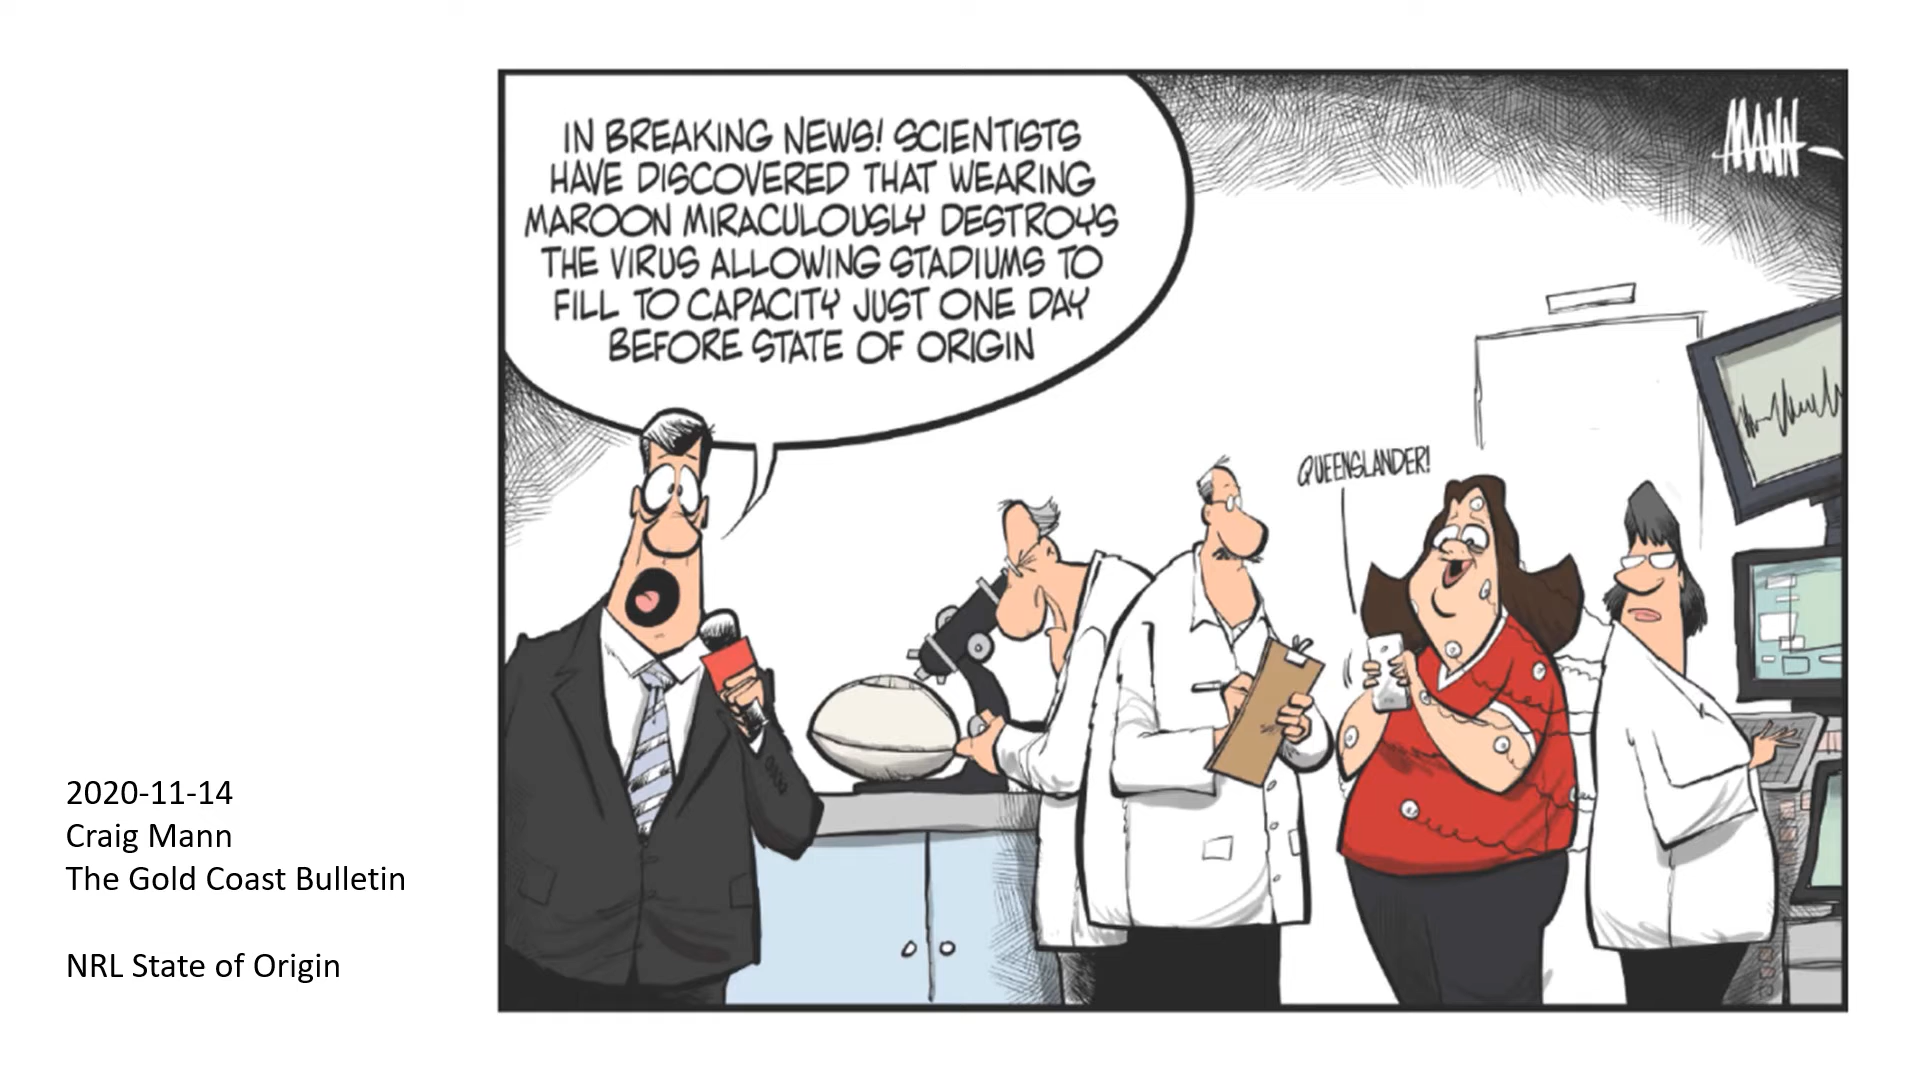 IN BREAKING NEWS! SCIENTISTS
HAVE DISCOVERED THAT WEARING
MAROON MIRACULOUSLY DESTROYS
THE VIRUS ALLOWING STADIUMS TO
FILL TO CAPACITY JUST ONE DAY
BEFORE STATE OF ORIGIN
MANN
QUEENSLANDER!
2020-11-14
Craig Mann
The Gold Coast Bulletin
NRL State of Origin